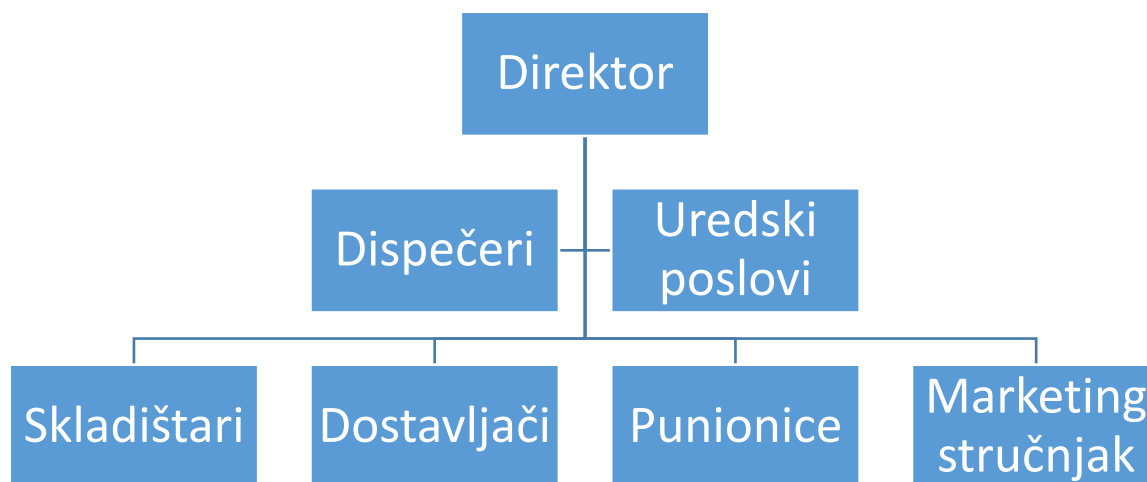 Direktor
Dispečeri
Uredski
poslovi
Skladištari
Dostavljači
Punionice
Marketing
stručnjak